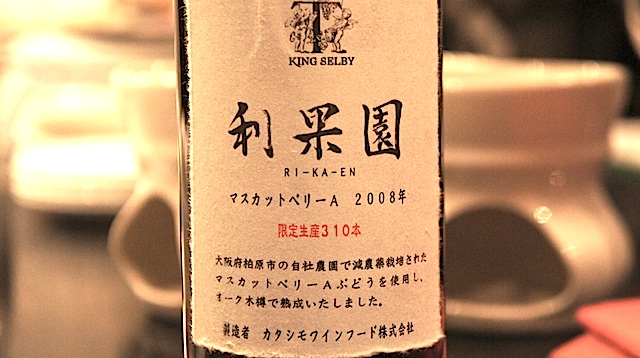 KING SELBY
利果園
RI-KA-EN
マスカットベリーA 2008年
限定生産310本
大阪府柏原市の自社農園で減農薬栽培された
マスカットベリーAぶどうを使用し、
オーク木樽で熟成いたしました。
製造者 カタシモワインフード株式会社